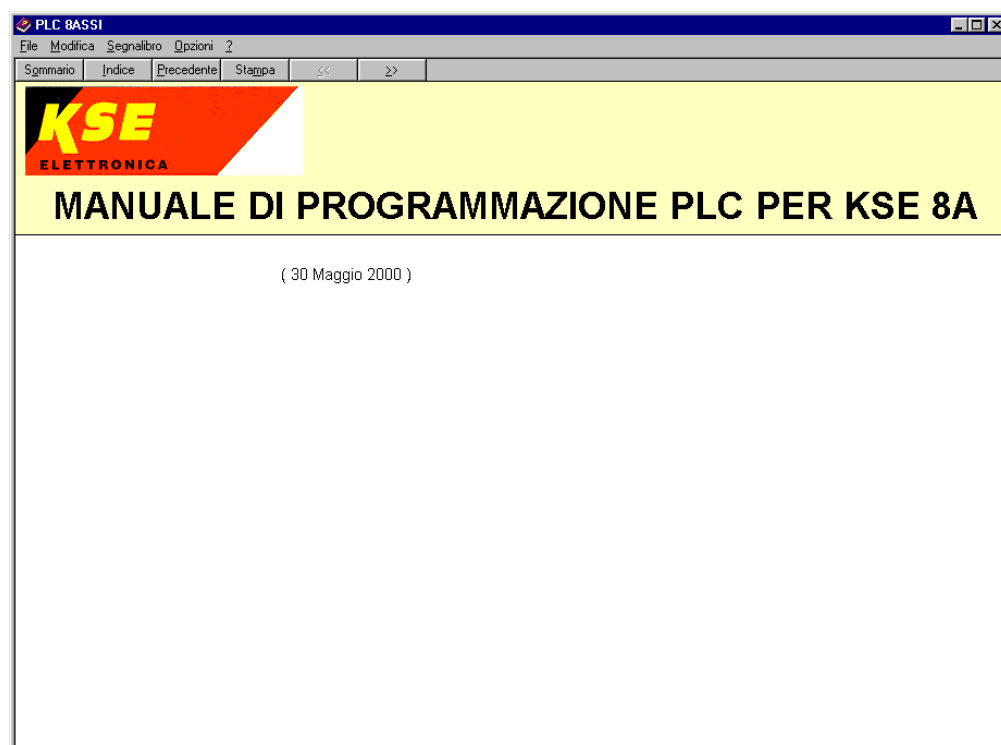 PLC 8ASSI
File Modifica Segnalibro Opzioni ?
Sommario Indice Precedente Stampa << >>
KSE
ELETTRONICA
MANUALE DI PROGRAMMAZIONE PLC PER KSE 8A
( 30 Maggio 2000 )